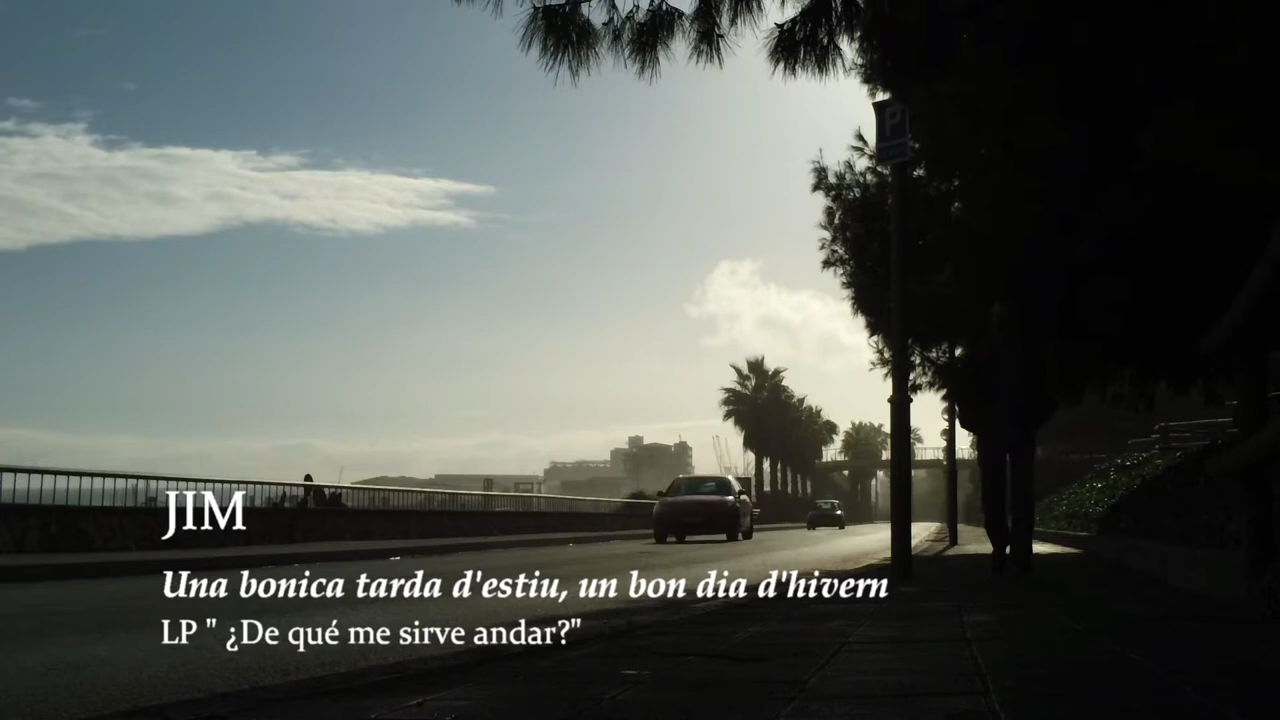 P
JIM
Una bonica tarda d'estiu, un bon dia d'hivern
LP " ¿De qué me sirve andar?"